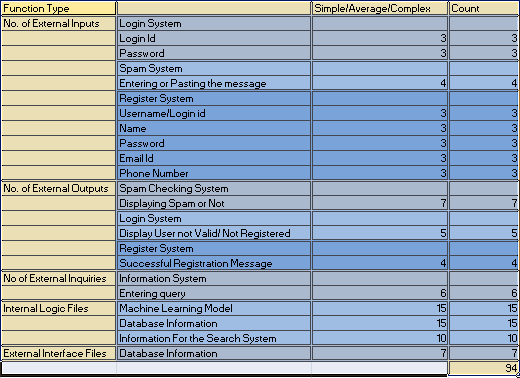 Function Type Simple/Average/Complex Count
No. of External Inputs Login System
Login Id 3 3
Password 3 3
Spam System
Entering or Pasting the message 4 4
Register System
Username/Login id 3 3
Name 3 3
Password 3 3
Email Id 3 3
Phone Number 3 3
No. of External Outputs Spam Checking System
Displaying Spam or Not 7 7
Login System
Display User not Valid/ Not Registered 5 5
Register System
Successful Registration Message 4 4
No of External Inquiries Information System
Entering query 6 6
Internal Logic Files Machine Learning Model 15 15
Database Information 15 15
Information For the Search System 10 10
External Interface Files Database Information 7 7
94